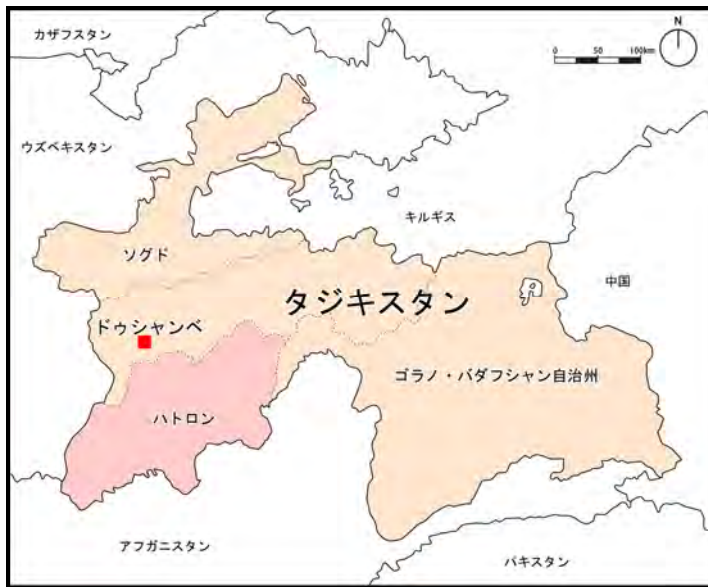 カザフスタン
N
0 50 100km
ウズベキスタン
キルギス
ソグド
中国
タジキスタン
ドゥシャンベ
ゴラノ・バダフシャン自治州
ハトロン
アフガニスタン
パキスタン